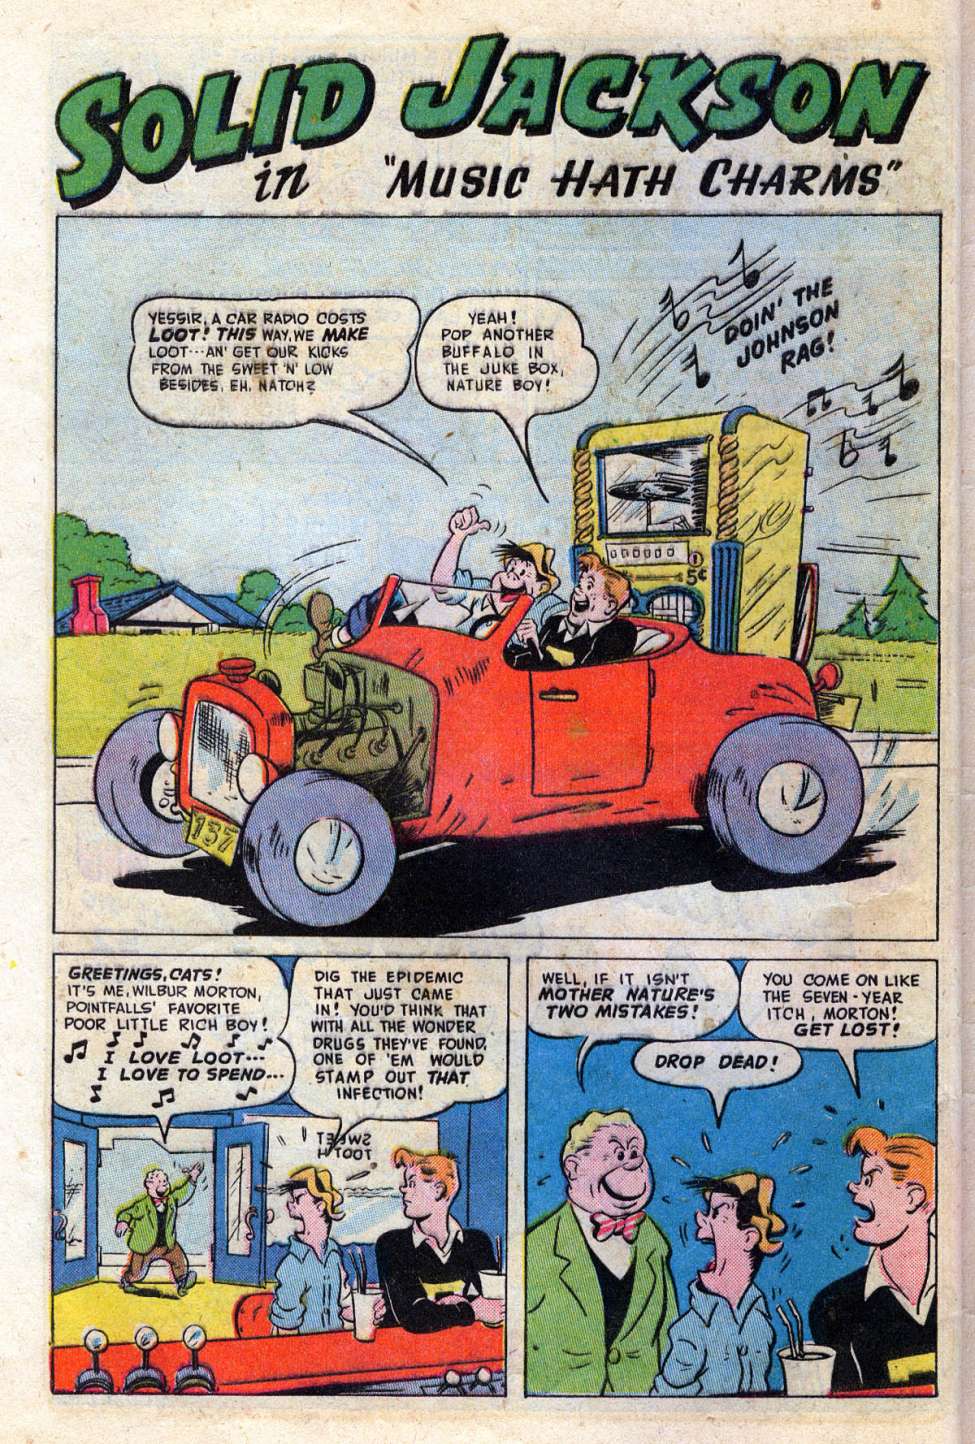 SOLID JACKSON
in "MUSIC HATH CHARMS"
YESSIR, A CAR RADIO COSTS
LOOT! THIS WAY, WE MAKE
LOOT--- AN' GET OUR KICKS
FROM THE SWEET 'N' LOW
BESIDES, EH, NATCH?
YEAH!
POP ANOTHER
BUFFALO IN
THE JUKE BOX,
NATURE BOY!
DOIN' THE
JOHNSON
RAG!
5¢
137
GREETINGS, CATS!
IT'S ME, WILBUR MORTON,
POINTFALLS' FAVORITE
POOR LITTLE RICH BOY!
I LOVE LOOT---
I LOVE TO SPEND---
DIG THE EPIDEMIC
THAT JUST CAME
IN! YOU'D THINK THAT
WITH ALL THE WONDER
DRUGS THEY'VE FOUND,
ONE OF 'EM WOULD
STAMP OUT THAT
INFECTION!
SWEET
TOOTH
WELL, IF IT ISN'T
MOTHER NATURE'S
TWO MISTAKES!
DROP DEAD!
YOU COME ON LIKE
THE SEVEN-YEAR
ITCH, MORTON!
GET LOST!